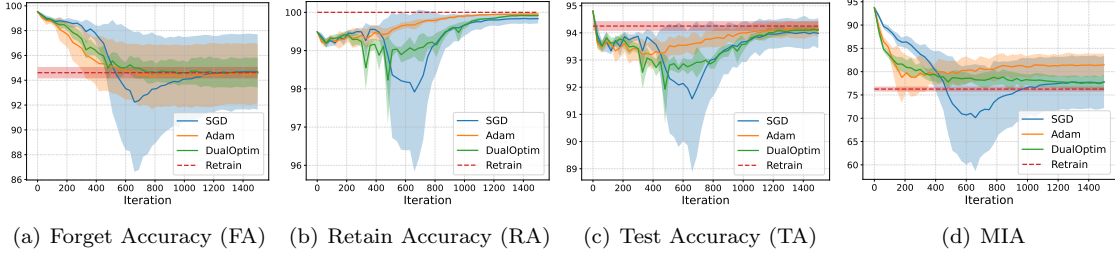 100
98
96
94
92
90
88
86
0 200 400 600 800 1000 1200 1400
Iteration
SGD
Adam
DualOptim
Retrain
(a) Forget Accuracy (FA)
100
99
98
97
96
0 200 400 600 800 1000 1200 1400
Iteration
SGD
Adam
DualOptim
Retrain
(b) Retain Accuracy (RA)
95
94
93
92
91
90
89
0 200 400 600 800 1000 1200 1400
Iteration
SGD
Adam
DualOptim
Retrain
(c) Test Accuracy (TA)
95
90
85
80
75
70
65
60
0 200 400 600 800 1000 1200 1400
Iteration
SGD
Adam
DualOptim
Retrain
(d) MIA